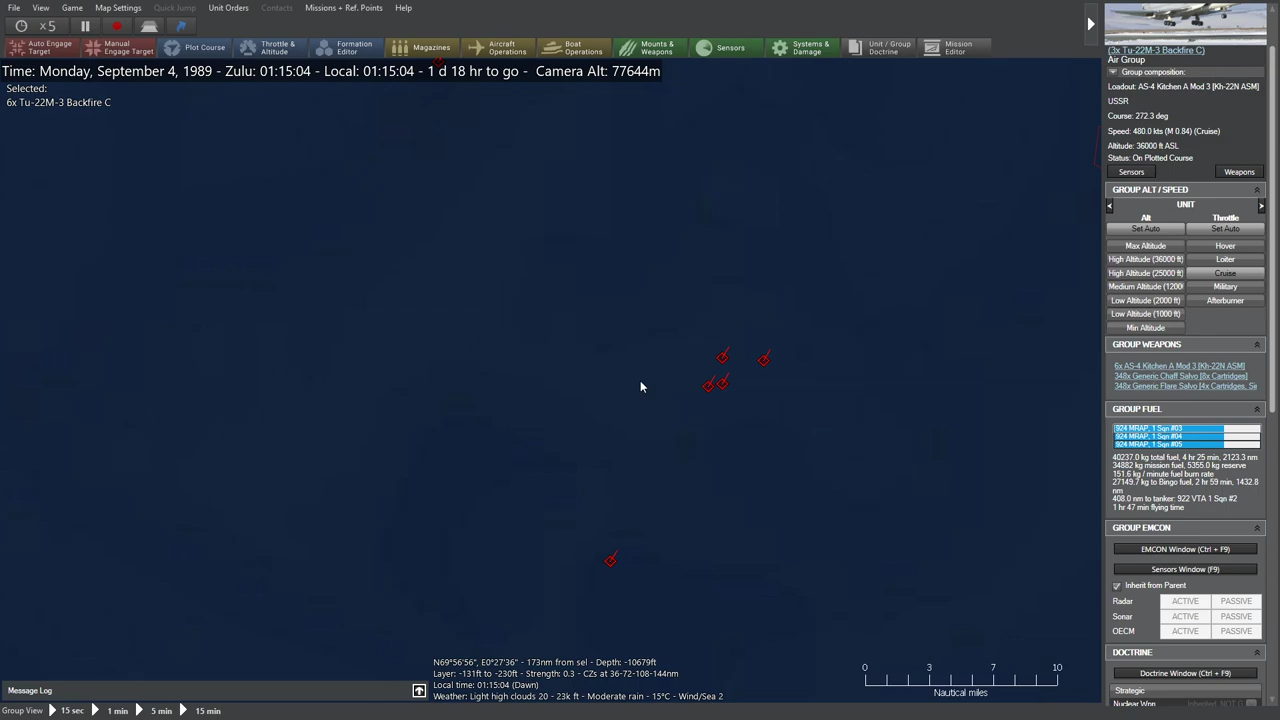 File View Game Map Settings Quick Jump Unit Orders Contacts Missions + Ref. Points Help
×5
Auto Engage Target
Manual Engage Target
Plot Course
Throttle & Altitude
Formation Editor
Magazines
Aircraft Operations
Boat Operations
Mounts & Weapons
Sensors
Systems & Damage
Unit / Group Doctrine
Mission Editor
Time: Monday, September 4, 1989 - Zulu: 01:15:04 - Local: 01:15:04 - 1 d 18 hr to go - Camera Alt: 77644m
Selected:
6x Tu-22M-3 Backfire C
(3x Tu-22M-3 Backfire C)
Air Group
Group composition:
Loadout: AS-4 Kitchen A Mod 3 [Kh-22N ASM]
USSR
Course: 272.3 deg
Speed: 480.0 kts (M 0.84) (Cruise)
Altitude: 36000 ft ASL
Status: On Plotted Course
Sensors Weapons
GROUP ALT / SPEED
UNIT
Alt Throttle
Set Auto Set Auto
Max Altitude Hover
High Altitude (36000 ft) Loiter
High Altitude (25000 ft) Cruise
Medium Altitude (1200 Military
Low Altitude (2000 ft) Afterburner
Low Altitude (1000 ft)
Min Altitude
GROUP WEAPONS
6x AS-4 Kitchen A Mod 3 [Kh-22N ASM]
348x Generic Chaff Salvo [8x Cartridges]
348x Generic Flare Salvo [4x Cartridges, Si
GROUP FUEL
924 MRAP, 1 Sqn #03
924 MRAP, 1 Sqn #04
924 MRAP, 1 Sqn #05
40237.0 kg total fuel, 4 hr 25 min, 2123.3 nm
34882 kg mission fuel, 5355.0 kg reserve
151.6 kg / minute fuel burn rate
27149.7 kg to Bingo fuel, 2 hr 59 min, 1432.8
nm
408.0 nm to tanker: 922 VTA 1 Sqn #2
1 hr 47 min flying time
GROUP EMCON
EMCON Window (Ctrl + F9)
Sensors Window (F9)
Inherit from Parent
Radar ACTIVE PASSIVE
Sonar ACTIVE PASSIVE
OECM ACTIVE PASSIVE
DOCTRINE
Doctrine Window (Ctrl + F9)
Strategic
N69°56'56", E0°27'36" - 173nm from sel - Depth: -10679ft
Layer: -131ft to -230ft - Strength: 0.3 - CZs at 36-72-108-144nm
Local time: 01:15:04 (Dawn)
Weather: Light high clouds 20 - 23k ft - Moderate rain - 15°C - Wind/Sea 2
0 3 7 10
Nautical miles
Message Log
Group View 15 sec 1 min 5 min 15 min